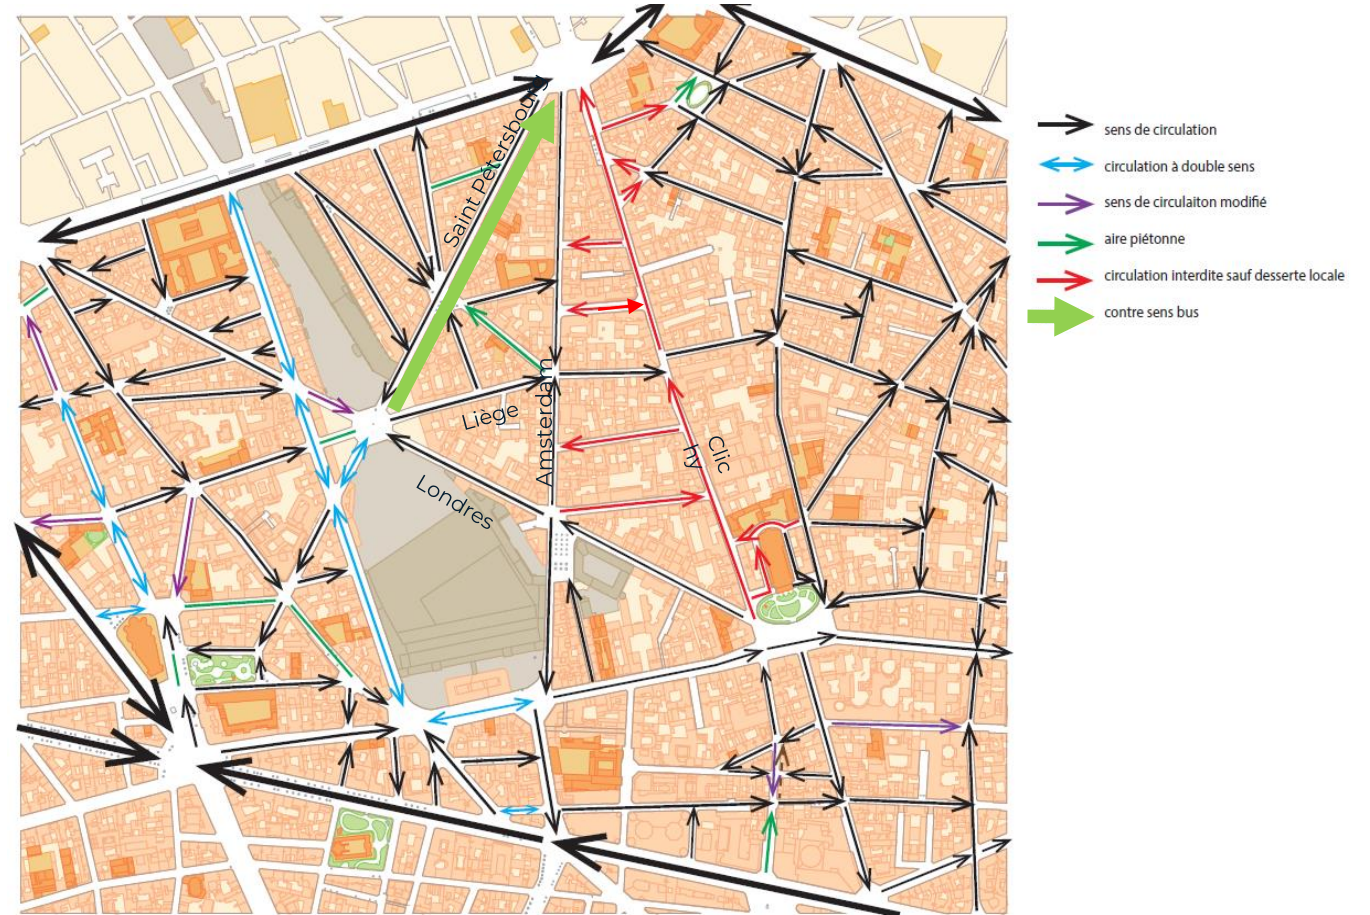 sens de circulation
circulation à double sens
sens de circulaiton modifié
aire piétonne
circulation interdite sauf desserte locale
contre sens bus
Saint Pétersbourg
Liège
Amsterdam
Londres
Clic
hy